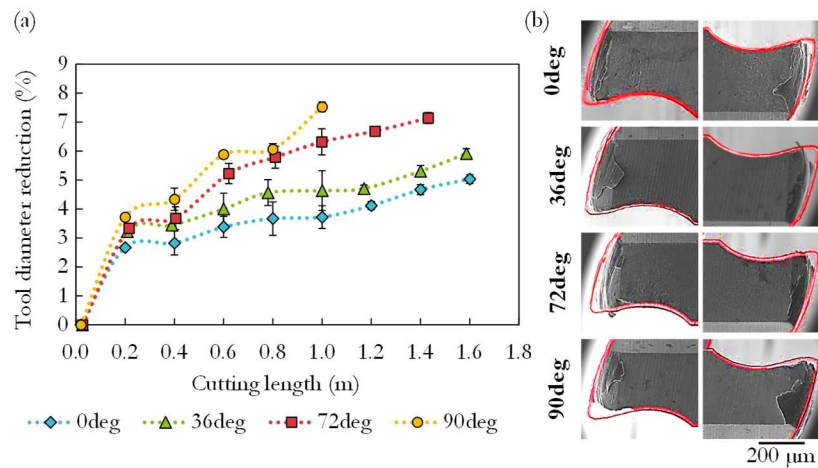 (a)
Tool diameter reduction (%)
9
8
7
6
5
4
3
2
1
0
0.0 0.2 0.4 0.6 0.8 1.0 1.2 1.4 1.6 1.8
Cutting length (m)
0deg 36deg 72deg 90deg
(b)
0deg
36deg
72deg
90deg
200 μm